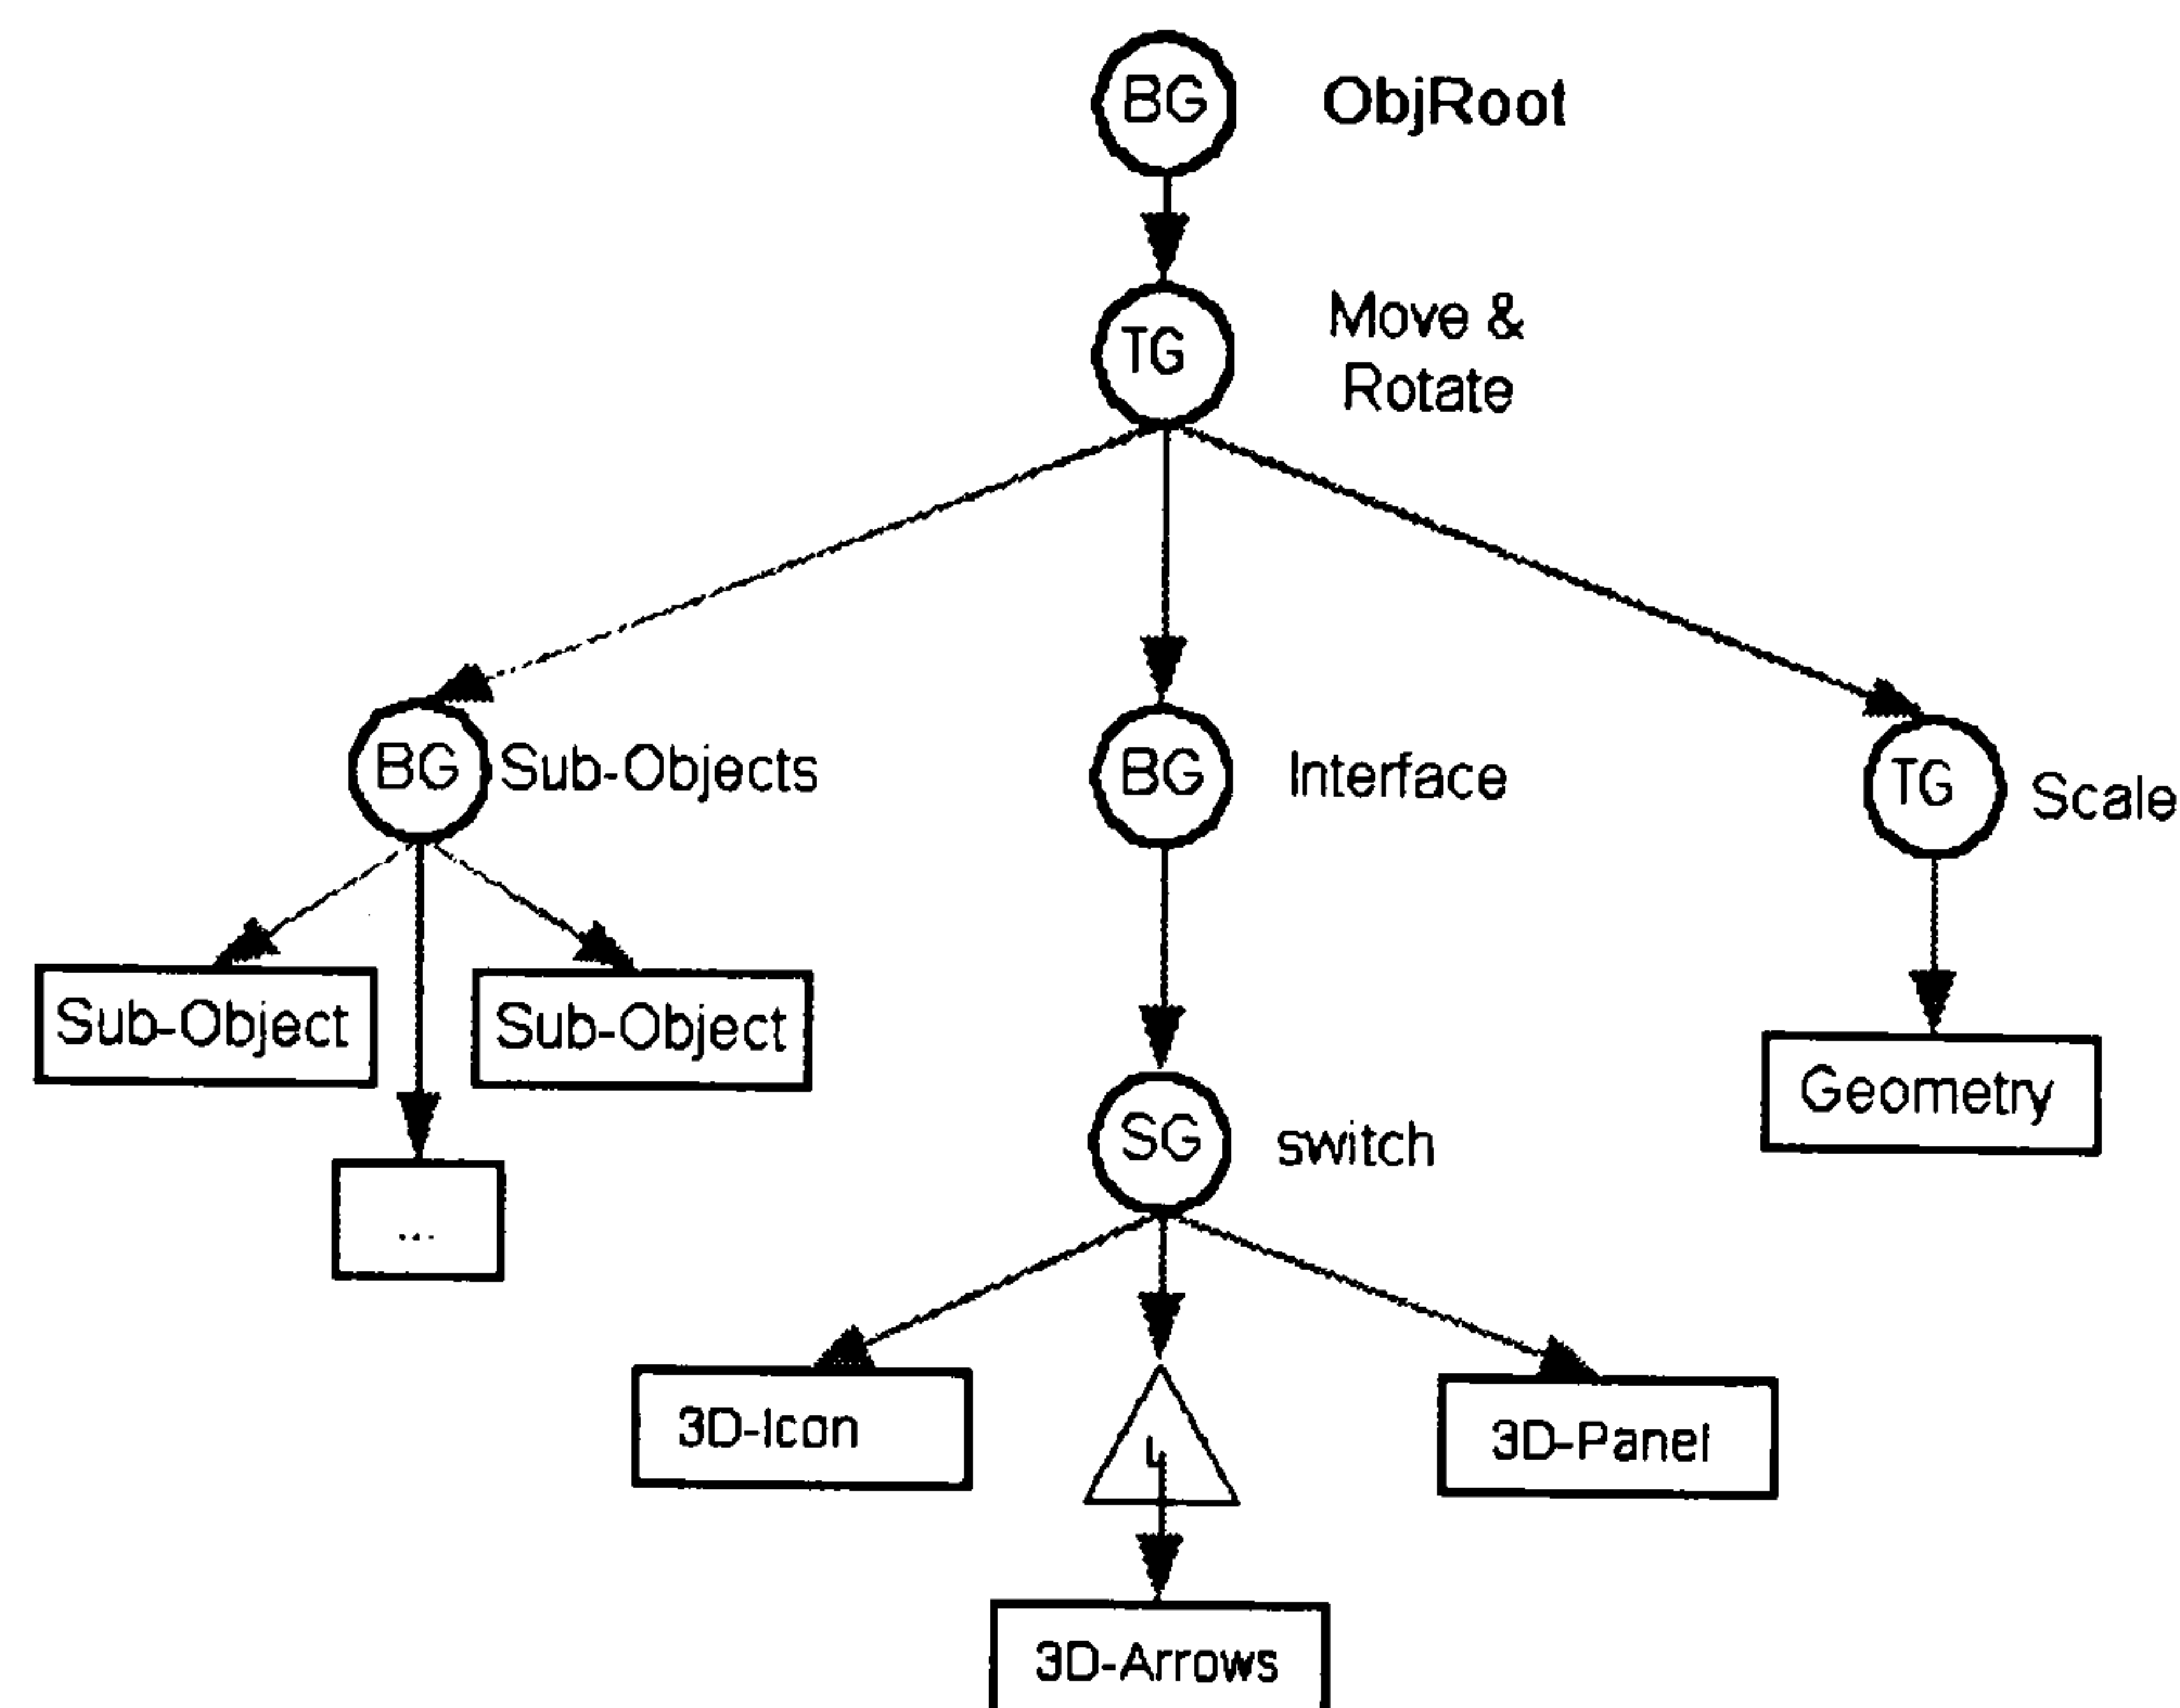 BG ObjRoot
TG Move &
Rotate
BG Sub-Objects
BG Interface
TG Scale
Sub-Object
Sub-Object
Geometry
SG switch
...
3D-Icon
4
3D-Panel
3D-Arrows